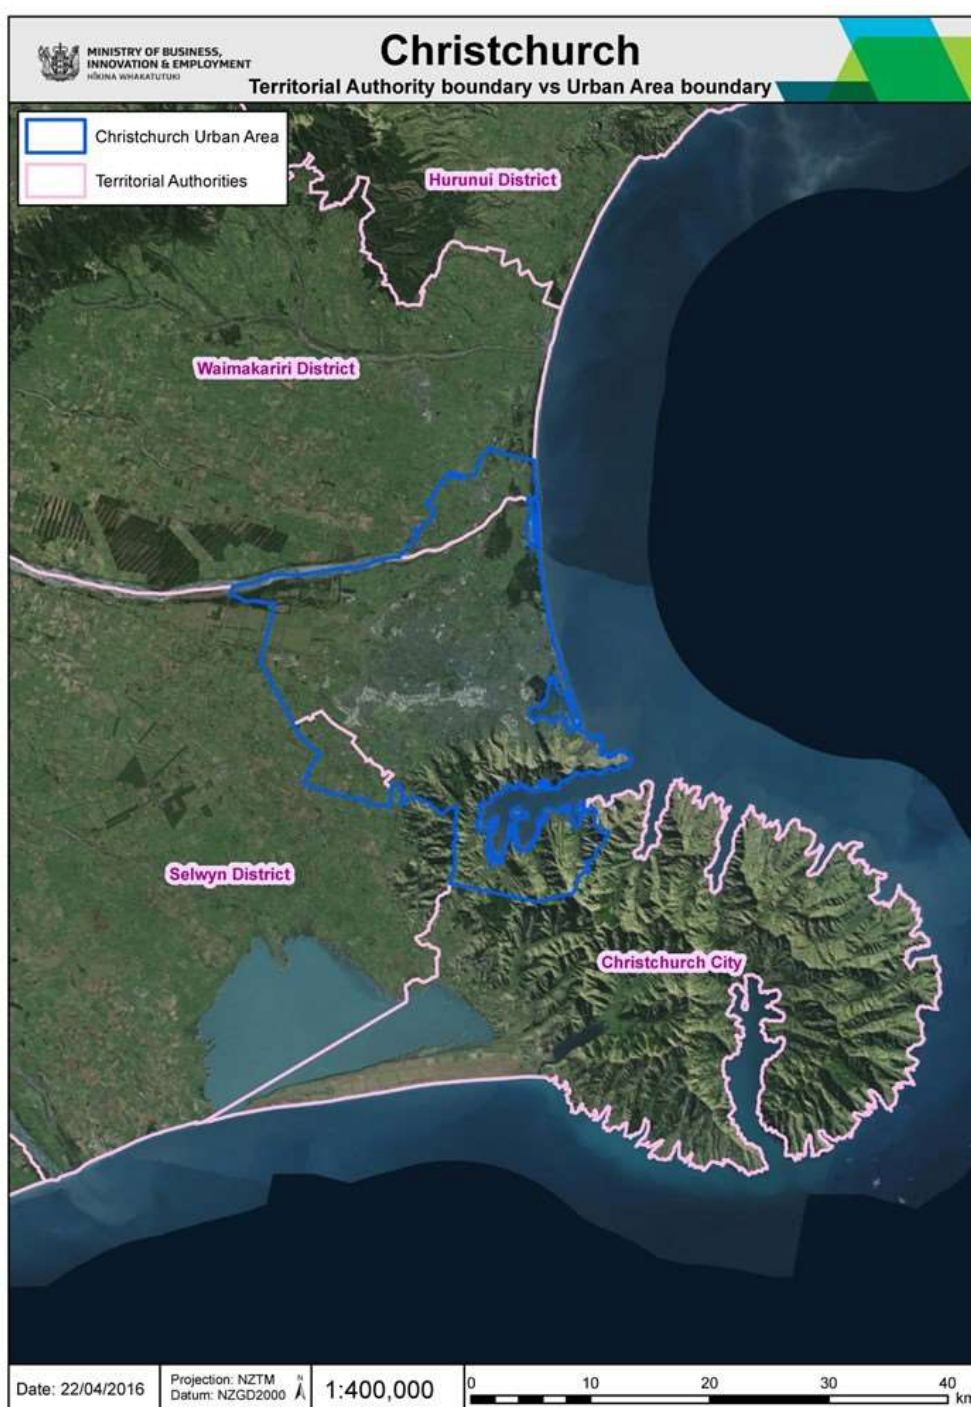 MINISTRY OF BUSINESS,
INNOVATION & EMPLOYMENT
HĪKINA WHAKATUTUKI
Christchurch
Territorial Authority boundary vs Urban Area boundary
Christchurch Urban Area
Territorial Authorities
Hurunui District
Waimakariri District
Selwyn District
Christchurch City
Date: 22/04/2016
Projection: NZTM
Datum: NZGD2000
N
1:400,000
0 10 20 30 40
km